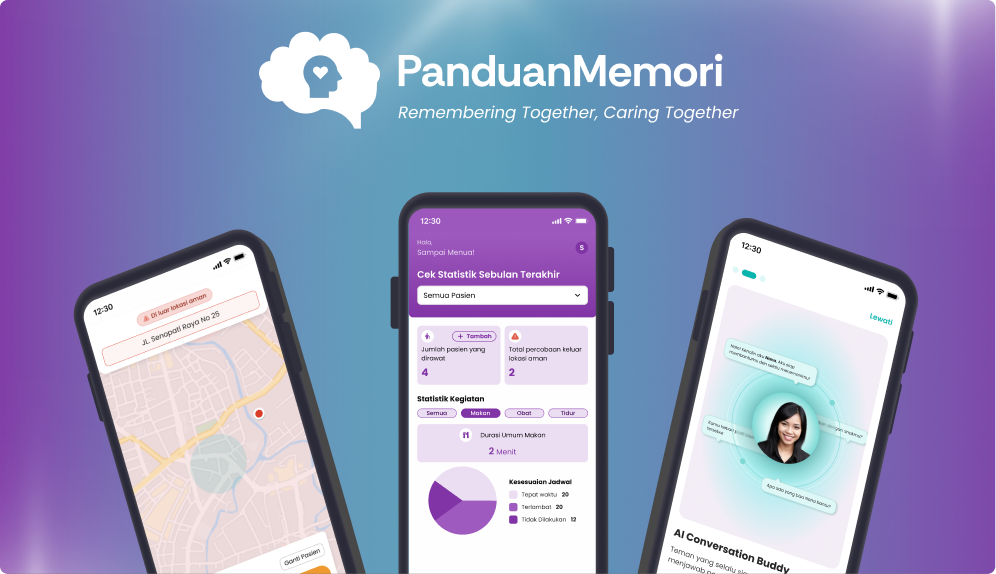 PanduanMemori
Remembering Together, Caring Together
12:30
Di luar lokasi aman
JL. Senopati Raya No 25
Ganti Pasien
12:30
Halo,
Sampai Menua!
S
Cek Statistik Sebulan Terakhir
Semua Pasien
Tambah
Jumlah pasien yang
dirawat
4
Total percobaan keluar
lokasi aman
2
Statistik Kegiatan
Semua
Makan
Obat
Tidur
Durasi Umum Makan
2 Menit
Kesesuaian Jadwal
Tepat waktu 20
Terlambat 20
Tidak Dilakukan 12
12:30
Lewati
AI Conversation Buddy
Teman yang selalu